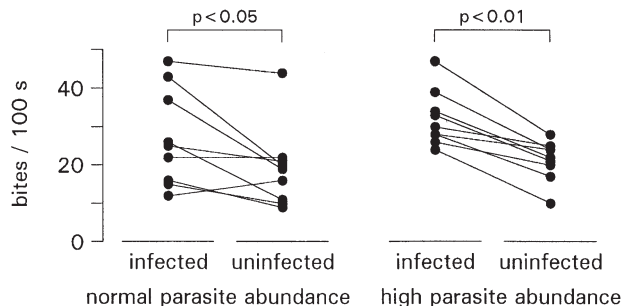 p<0.05
p<0.01
bites / 100 s
40
20
0
infected uninfected
infected uninfected
normal parasite abundance
high parasite abundance